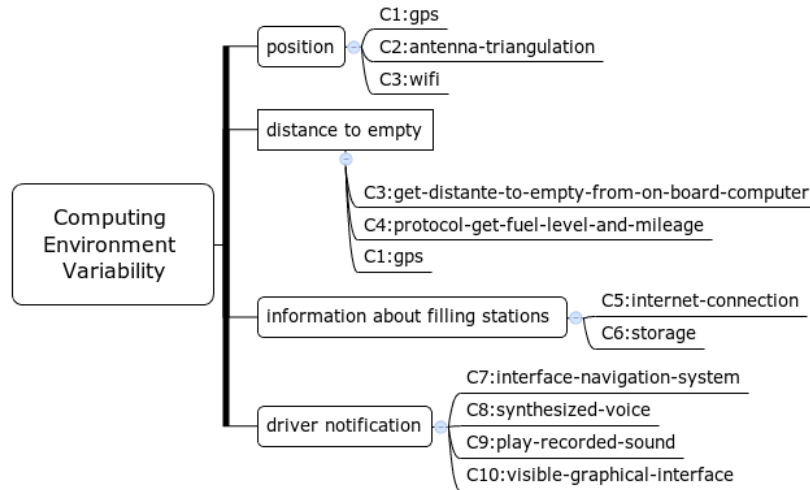 Computing
Environment
Variability
position
C1:gps
C2:antenna-triangulation
C3:wifi
distance to empty
C3:get-distante-to-empty-from-on-board-computer
C4:protocol-get-fuel-level-and-mileage
C1:gps
information about filling stations
C5:internet-connection
C6:storage
driver notification
C7:interface-navigation-system
C8:synthesized-voice
C9:play-recorded-sound
C10:visible-graphical-interface